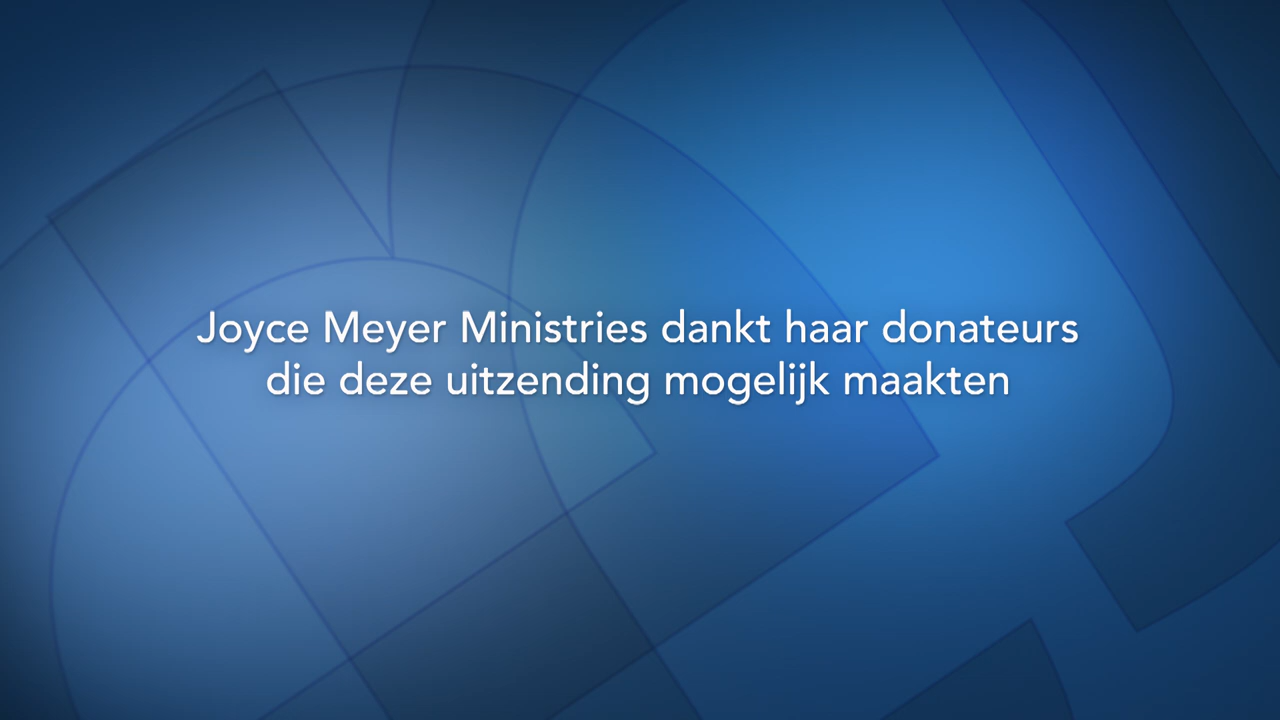 Joyce Meyer Ministries dankt haar donateurs
die deze uitzending mogelijk maakten